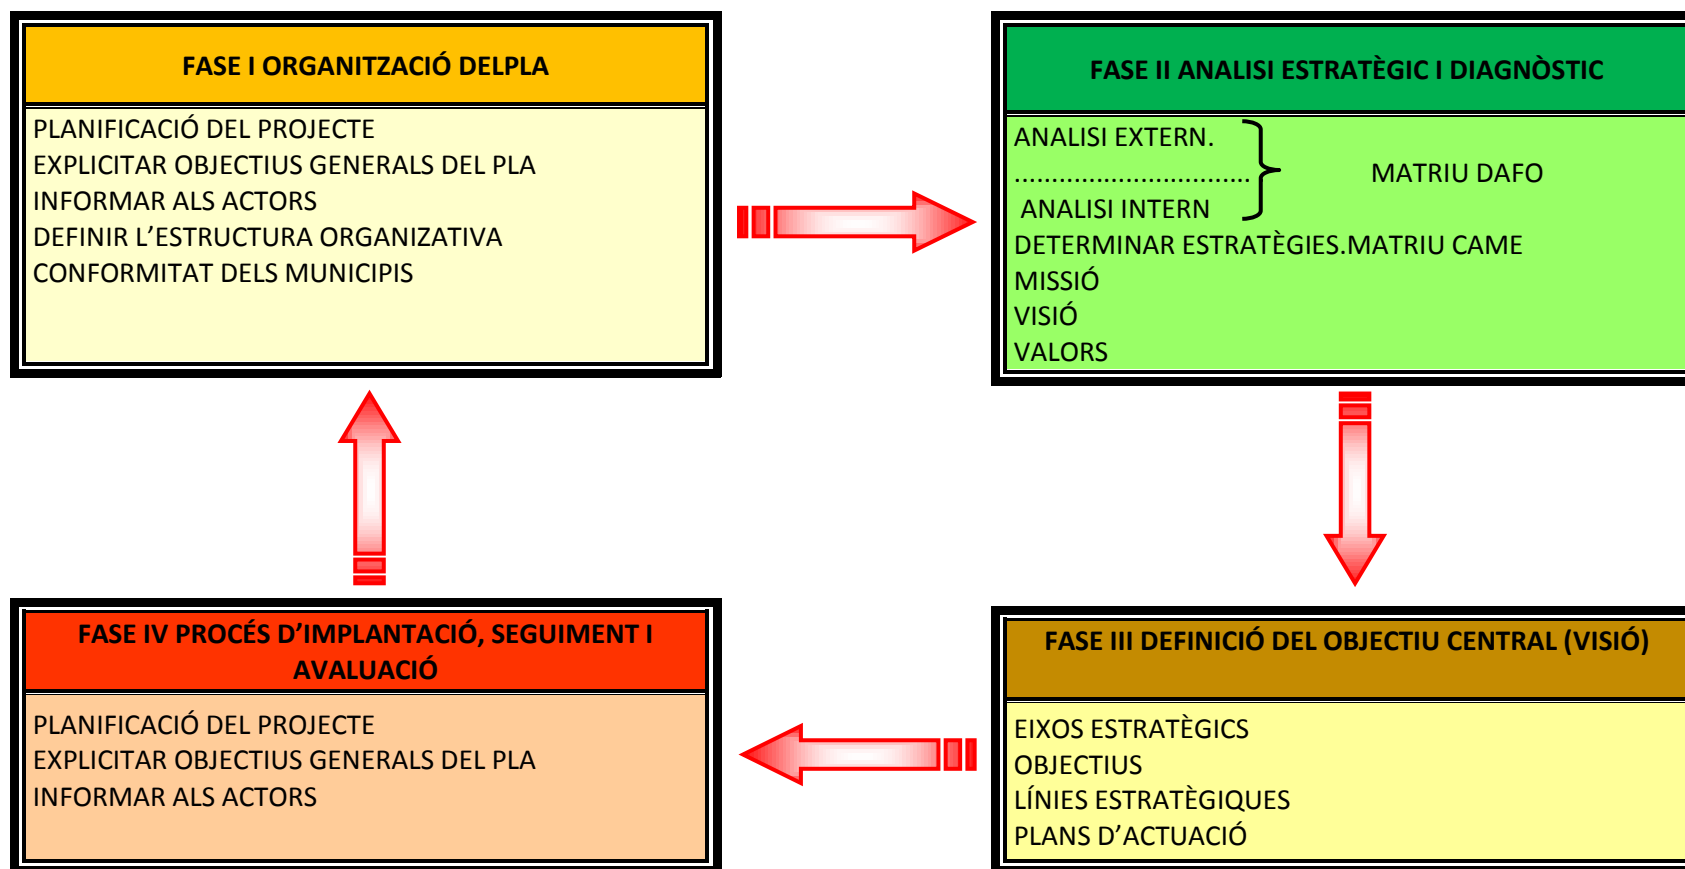 FASE I ORGANITZACIÓ DELPLA
PLANIFICACIÓ DEL PROJECTE
EXPLICITAR OBJECTIUS GENERALS DEL PLA
INFORMAR ALS ACTORS
DEFINIR L’ESTRUCTURA ORGANIZATIVA
CONFORMITAT DELS MUNICIPIS
FASE II ANALISI ESTRATÈGIC I DIAGNÒSTIC
ANALISI EXTERN.
................................ MATRIU DAFO
ANALISI INTERN
DETERMINAR ESTRATÈGIES.MATRIU CAME
MISSIÓ
VISIÓ
VALORS
FASE IV PROCÉS D’IMPLANTACIÓ, SEGUIMENT I
AVALUACIÓ
PLANIFICACIÓ DEL PROJECTE
EXPLICITAR OBJECTIUS GENERALS DEL PLA
INFORMAR ALS ACTORS
FASE III DEFINICIÓ DEL OBJECTIU CENTRAL (VISIÓ)
EIXOS ESTRATÈGICS
OBJECTIUS
LÍNIES ESTRATÈGIQUES
PLANS D’ACTUACIÓ